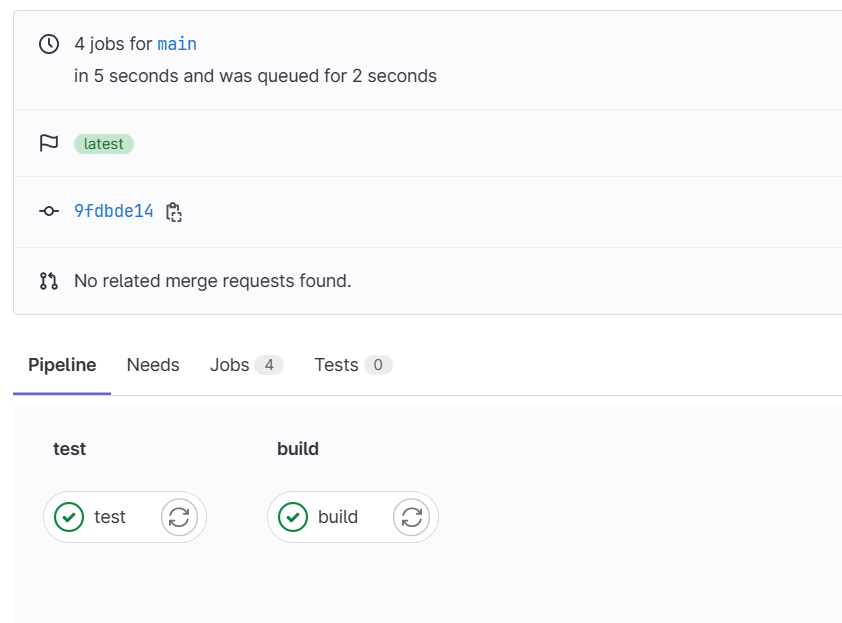 4 jobs for main
in 5 seconds and was queued for 2 seconds
latest
9fdbde14
No related merge requests found.
Pipeline Needs Jobs 4 Tests 0
test build
test build